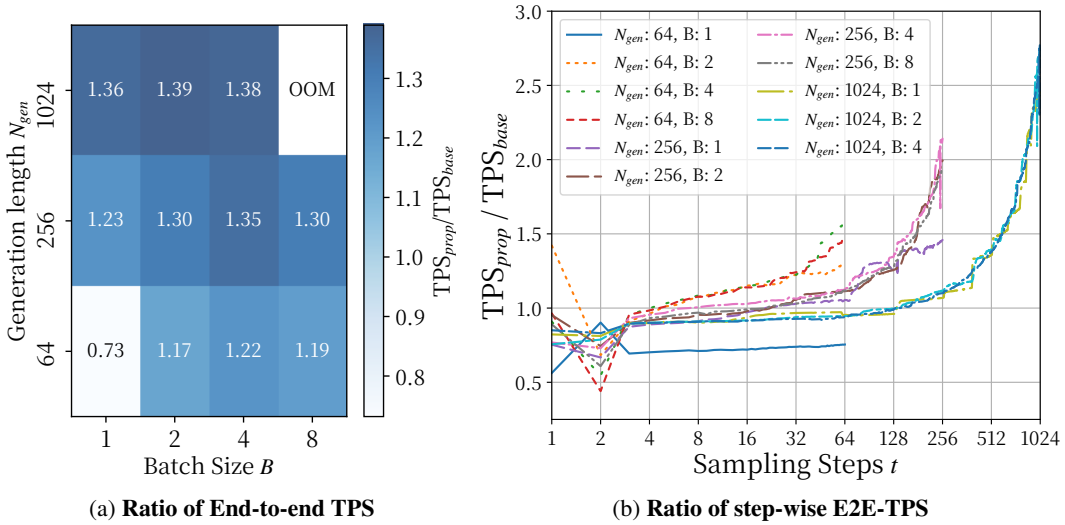 Generation length N_gen
1024
256
64
1.36 1.39 1.38 OOM
1.23 1.30 1.35 1.30
0.73 1.17 1.22 1.19
1 2 4 8
Batch Size B
1.3
1.2
1.1
1.0
0.9
0.8
TPS_prop/TPS_base
(a) Ratio of End-to-end TPS
TPS_prop / TPS_base
3.0
2.5
2.0
1.5
1.0
0.5
N_gen: 64, B: 1
N_gen: 64, B: 2
N_gen: 64, B: 4
N_gen: 64, B: 8
N_gen: 256, B: 1
N_gen: 256, B: 2
N_gen: 256, B: 4
N_gen: 256, B: 8
N_gen: 1024, B: 1
N_gen: 1024, B: 2
N_gen: 1024, B: 4
1 2 4 8 16 32 64 128 256 512 1024
Sampling Steps t
(b) Ratio of step-wise E2E-TPS